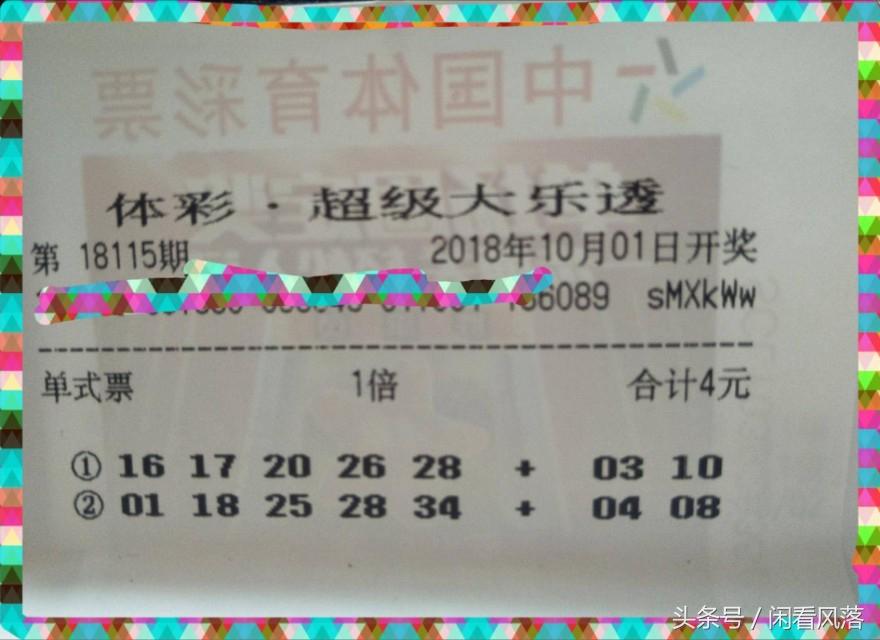 中国体育彩票
体彩·超级大乐透
第 18115期 2018年10月01日开奖
36089 sMXkWw
单式票 1倍 合计4元
① 16 17 20 26 28 + 03 10
② 01 18 25 28 34 + 04 08
头条号 / 闲看风落